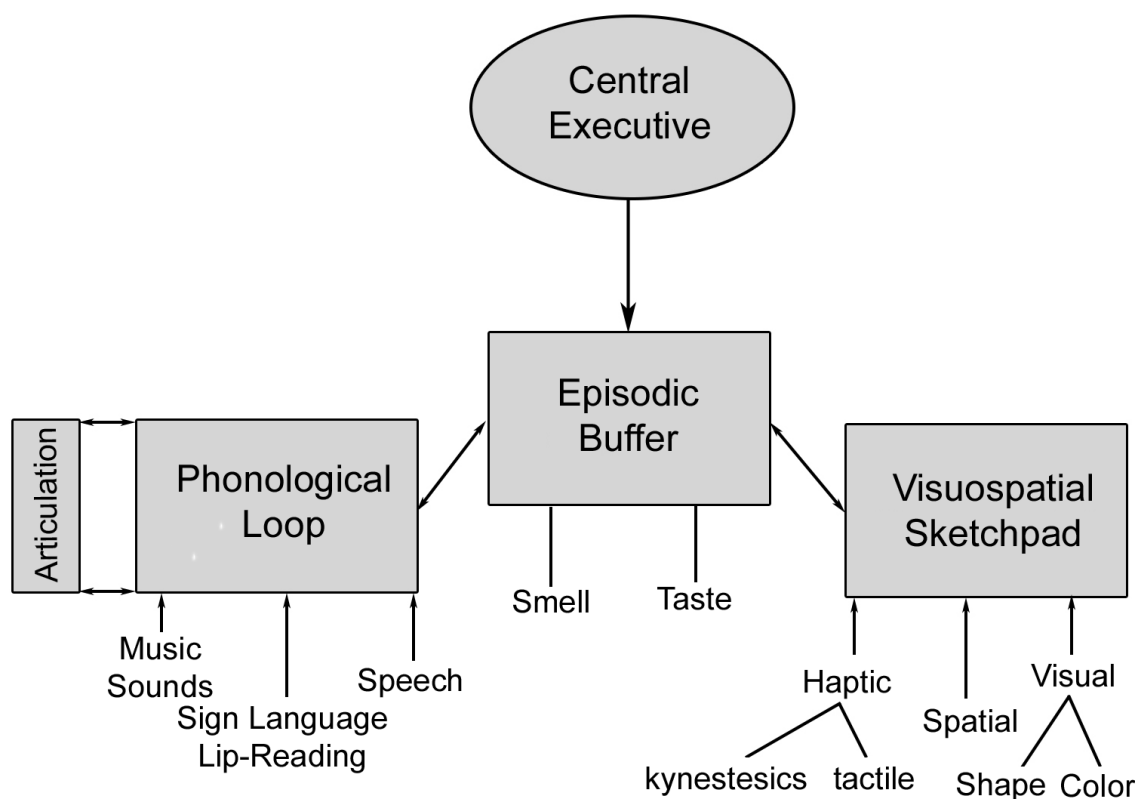 Central
Executive
Episodic
Buffer
Articulation
Phonological
Loop
Visuospatial
Sketchpad
Smell
Taste
Music
Sounds
Sign Language
Lip-Reading
Speech
Haptic
Spatial
Visual
kynestesics
tactile
Shape
Color